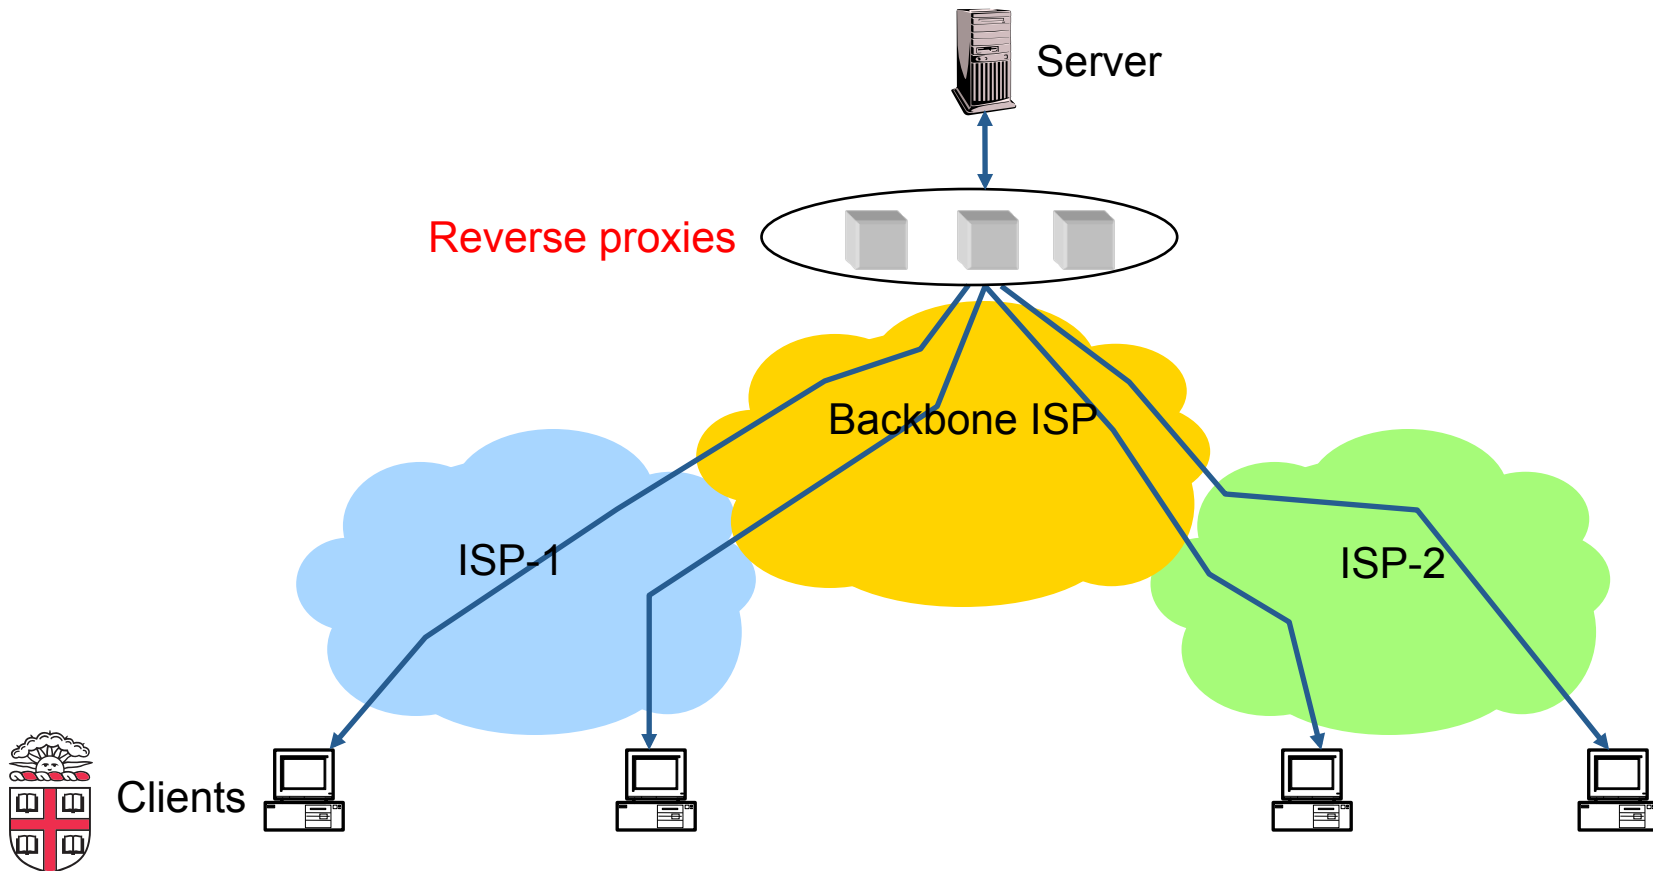 Server
Reverse proxies
Backbone ISP
ISP-1
ISP-2
Clients